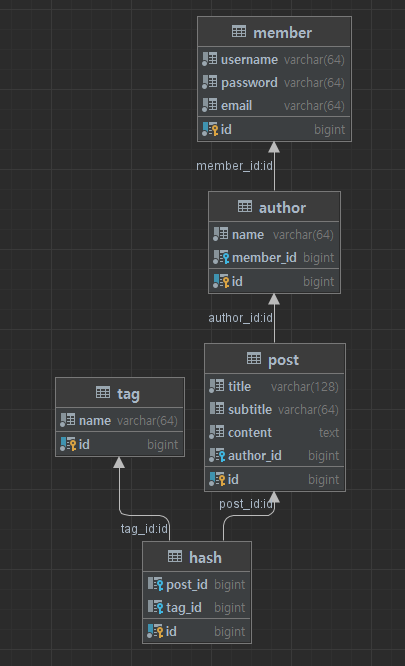 member
username varchar(64)
password varchar(64)
email varchar(64)
id bigint
member_id:id
author
name varchar(64)
member_id bigint
id bigint
author_id:id
post
title varchar(128)
subtitle varchar(64)
content text
author_id bigint
id bigint
tag
name varchar(64)
id bigint
post_id:id
tag_id:id
hash
post_id bigint
tag_id bigint
id bigint